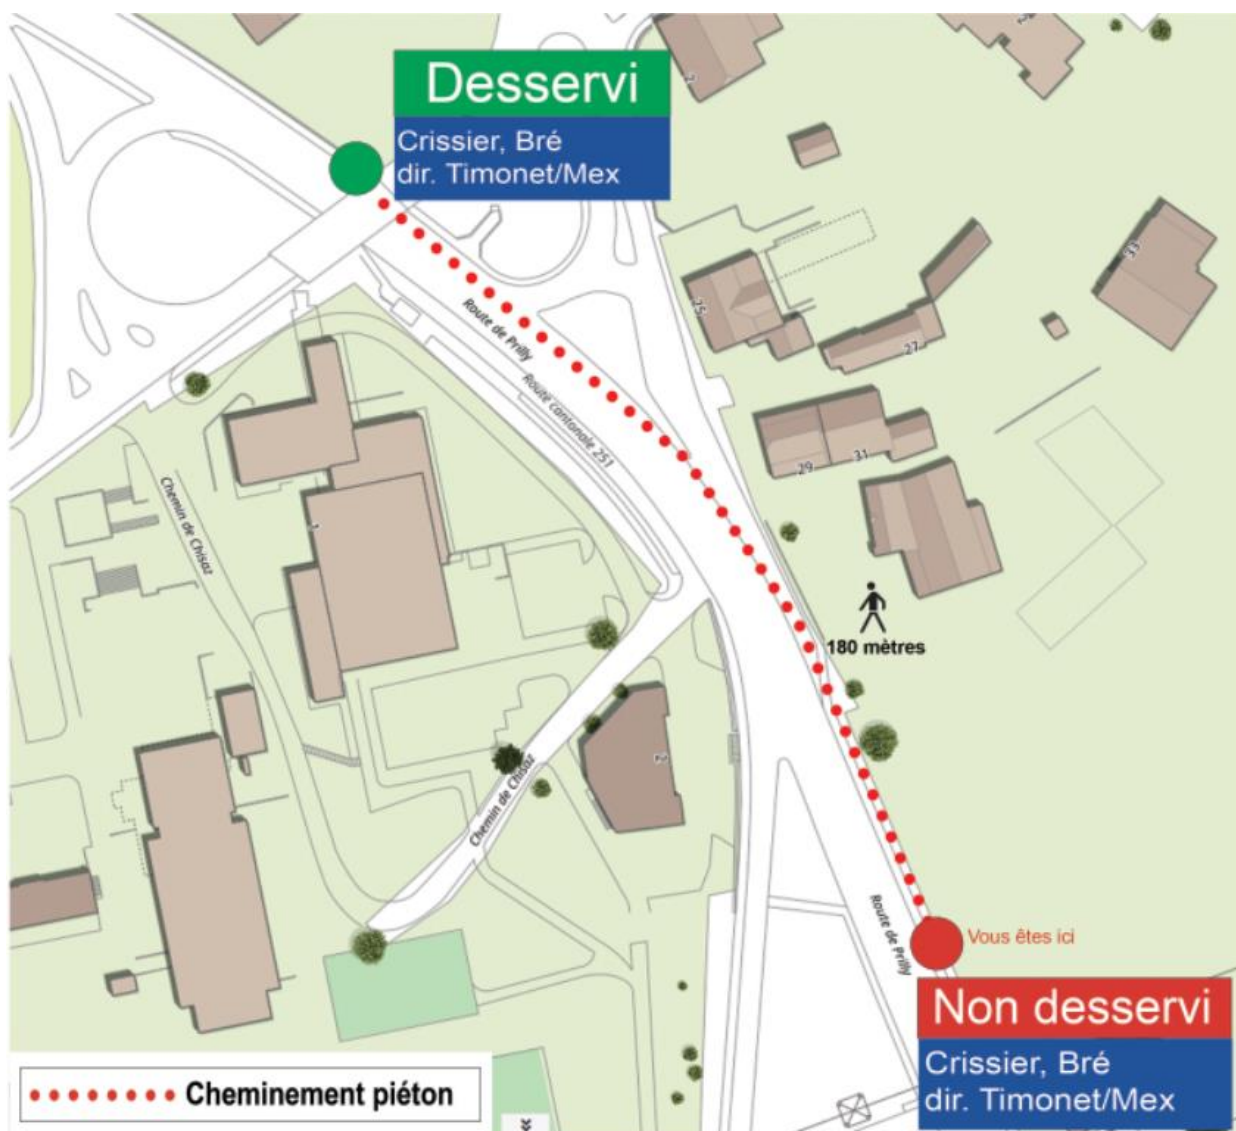 Desservi
Crissier, Bré
dir. Timonet/Mex
Route de Prilly
Route cantonale 251
25
27
33
29
31
Chemin de Chisaz
1
180 mètres
2
Chemin de Chisaz
Route de Prilly
Vous êtes ici
Non desservi
Crissier, Bré
dir. Timonet/Mex
Cheminement piéton